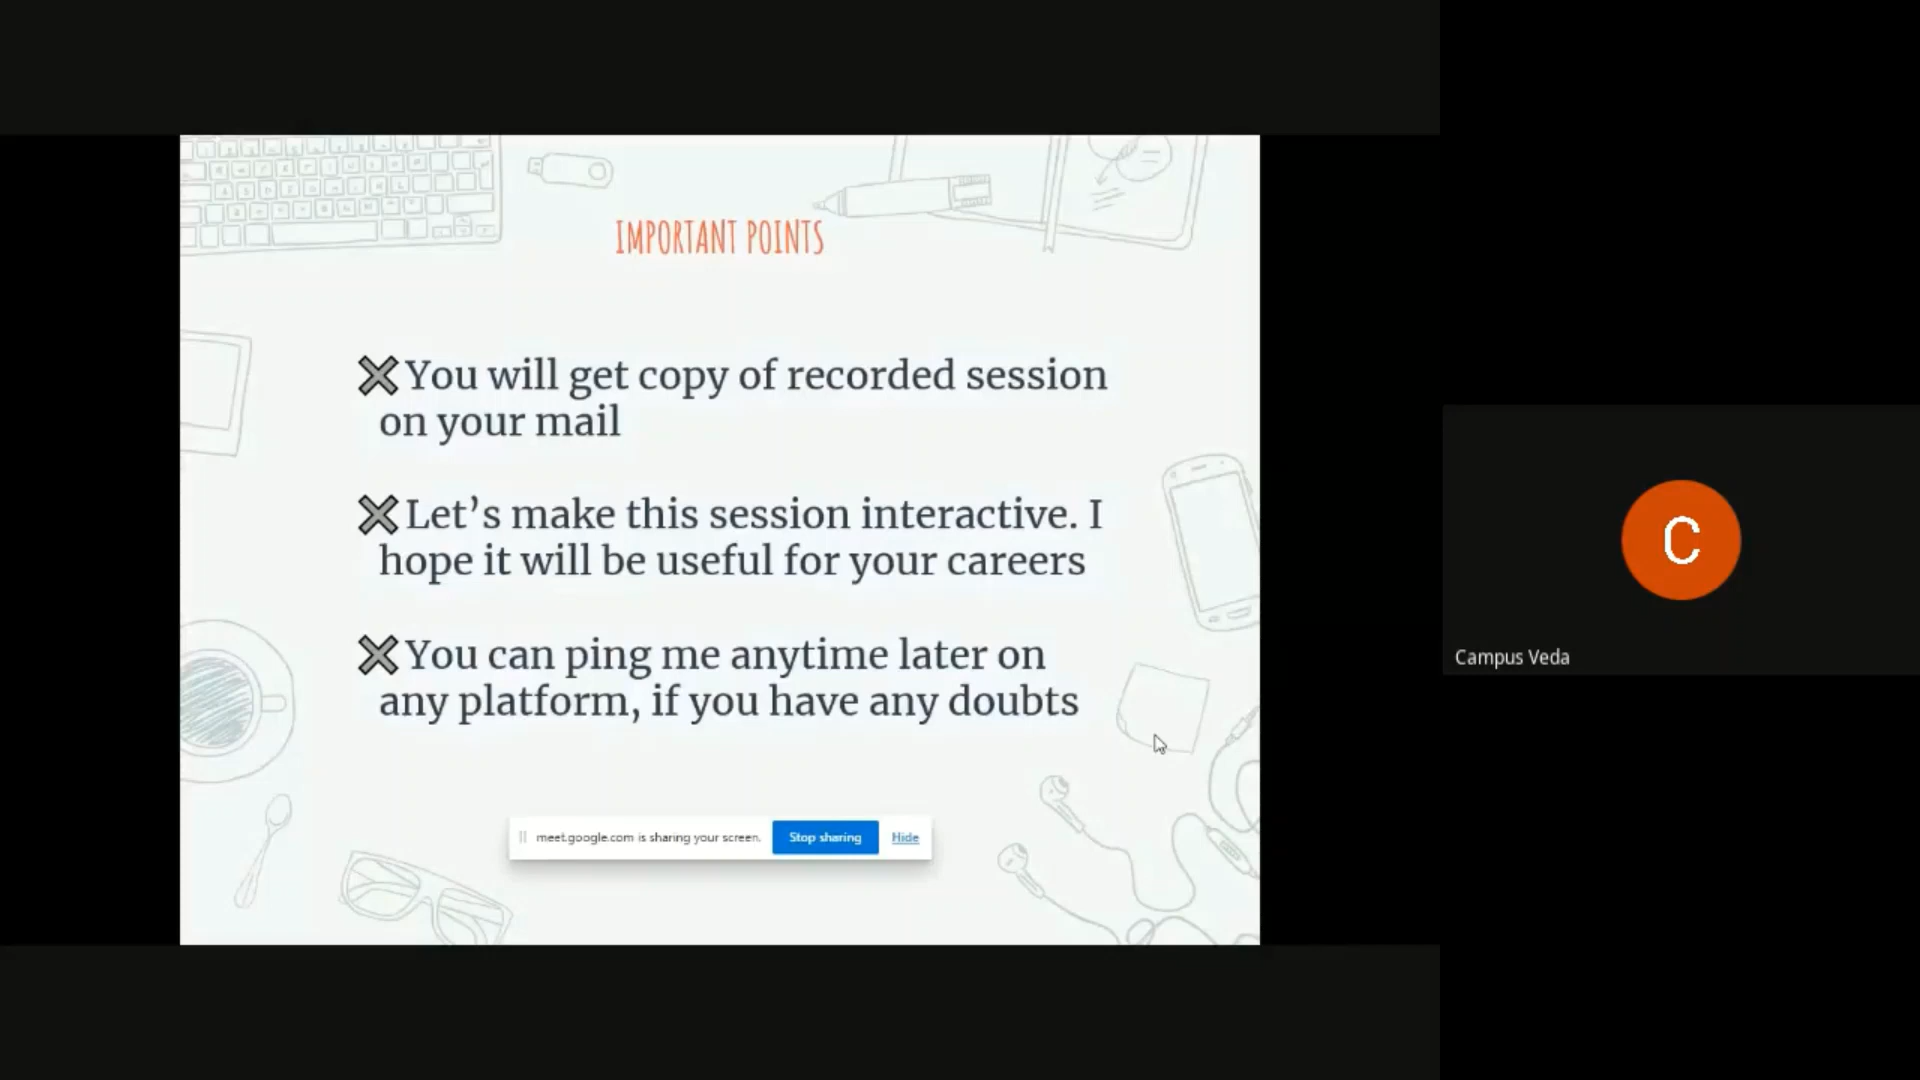 IMPORTANT POINTS
You will get copy of recorded session
on your mail
Let’s make this session interactive. I
hope it will be useful for your careers
You can ping me anytime later on
any platform, if you have any doubts
meet.google.com is sharing your screen. Stop sharing Hide
C
Campus Veda